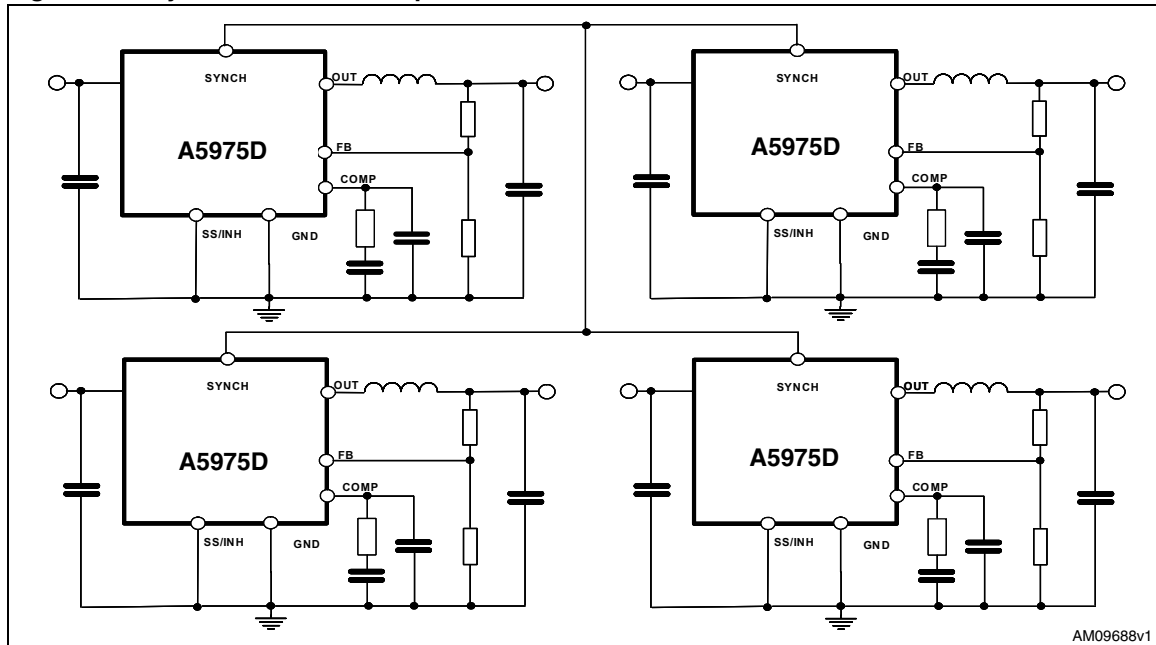 SYNCH
OUT
A5975D
FB
COMP
SS/INH
GND
SYNCH
OUT
A5975D
FB
COMP
SS/INH
GND
SYNCH
OUT
A5975D
FB
COMP
SS/INH
GND
SYNCH
OUT
A5975D
FB
COMP
SS/INH
GND
AM09688v1